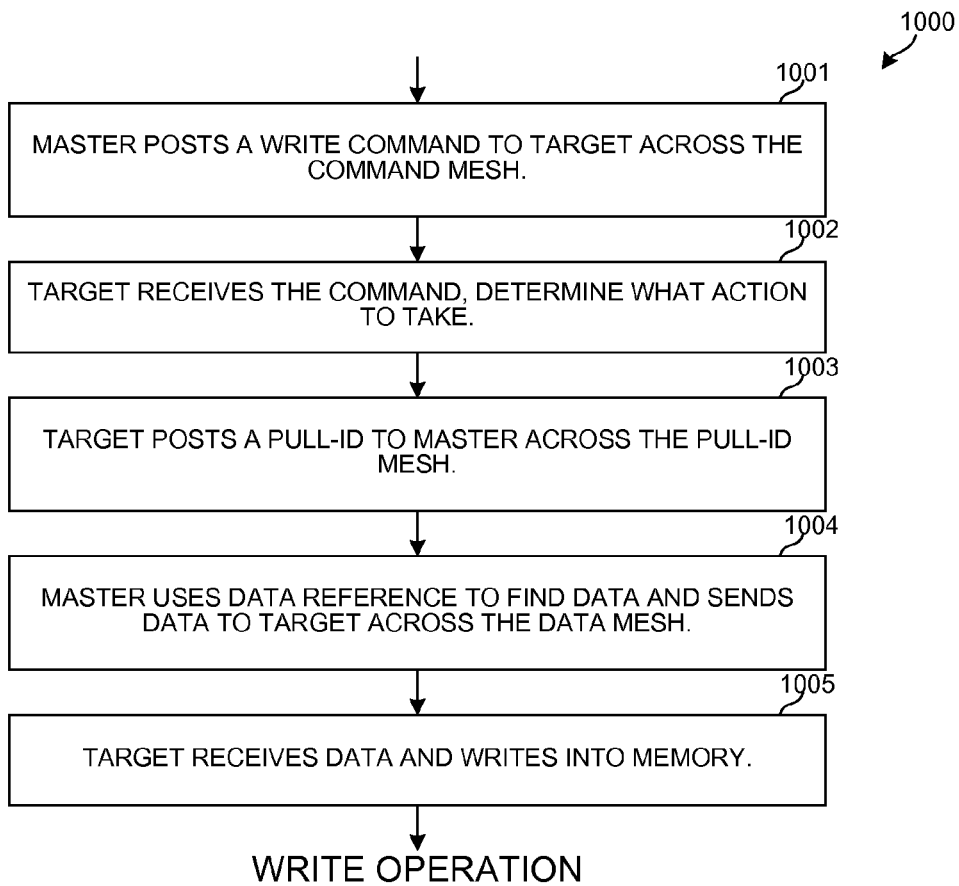 1000
1001
MASTER POSTS A WRITE COMMAND TO TARGET ACROSS THE
COMMAND MESH.
1002
TARGET RECEIVES THE COMMAND, DETERMINE WHAT ACTION
TO TAKE.
1003
TARGET POSTS A PULL-ID TO MASTER ACROSS THE PULL-ID
MESH.
1004
MASTER USES DATA REFERENCE TO FIND DATA AND SENDS
DATA TO TARGET ACROSS THE DATA MESH.
1005
TARGET RECEIVES DATA AND WRITES INTO MEMORY.
WRITE OPERATION